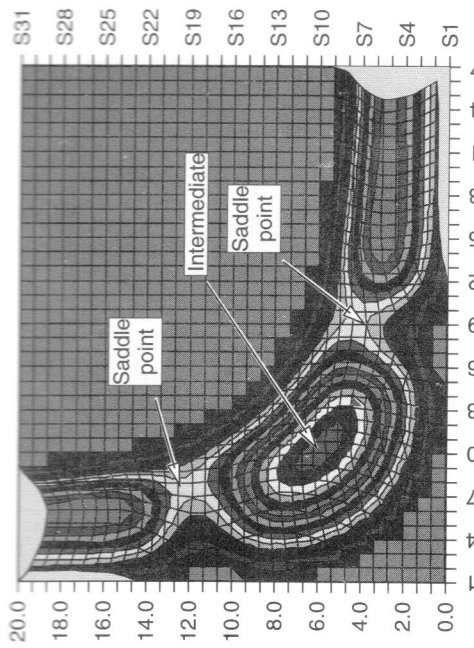 S31
S28
S25
S22
S19
S16
S13
S10
S7
S4
S1
Saddle
point
Intermediate
Saddle
point
20.0
18.0
16.0
14.0
12.0
10.0
8.0
6.0
4.0
2.0
0.0